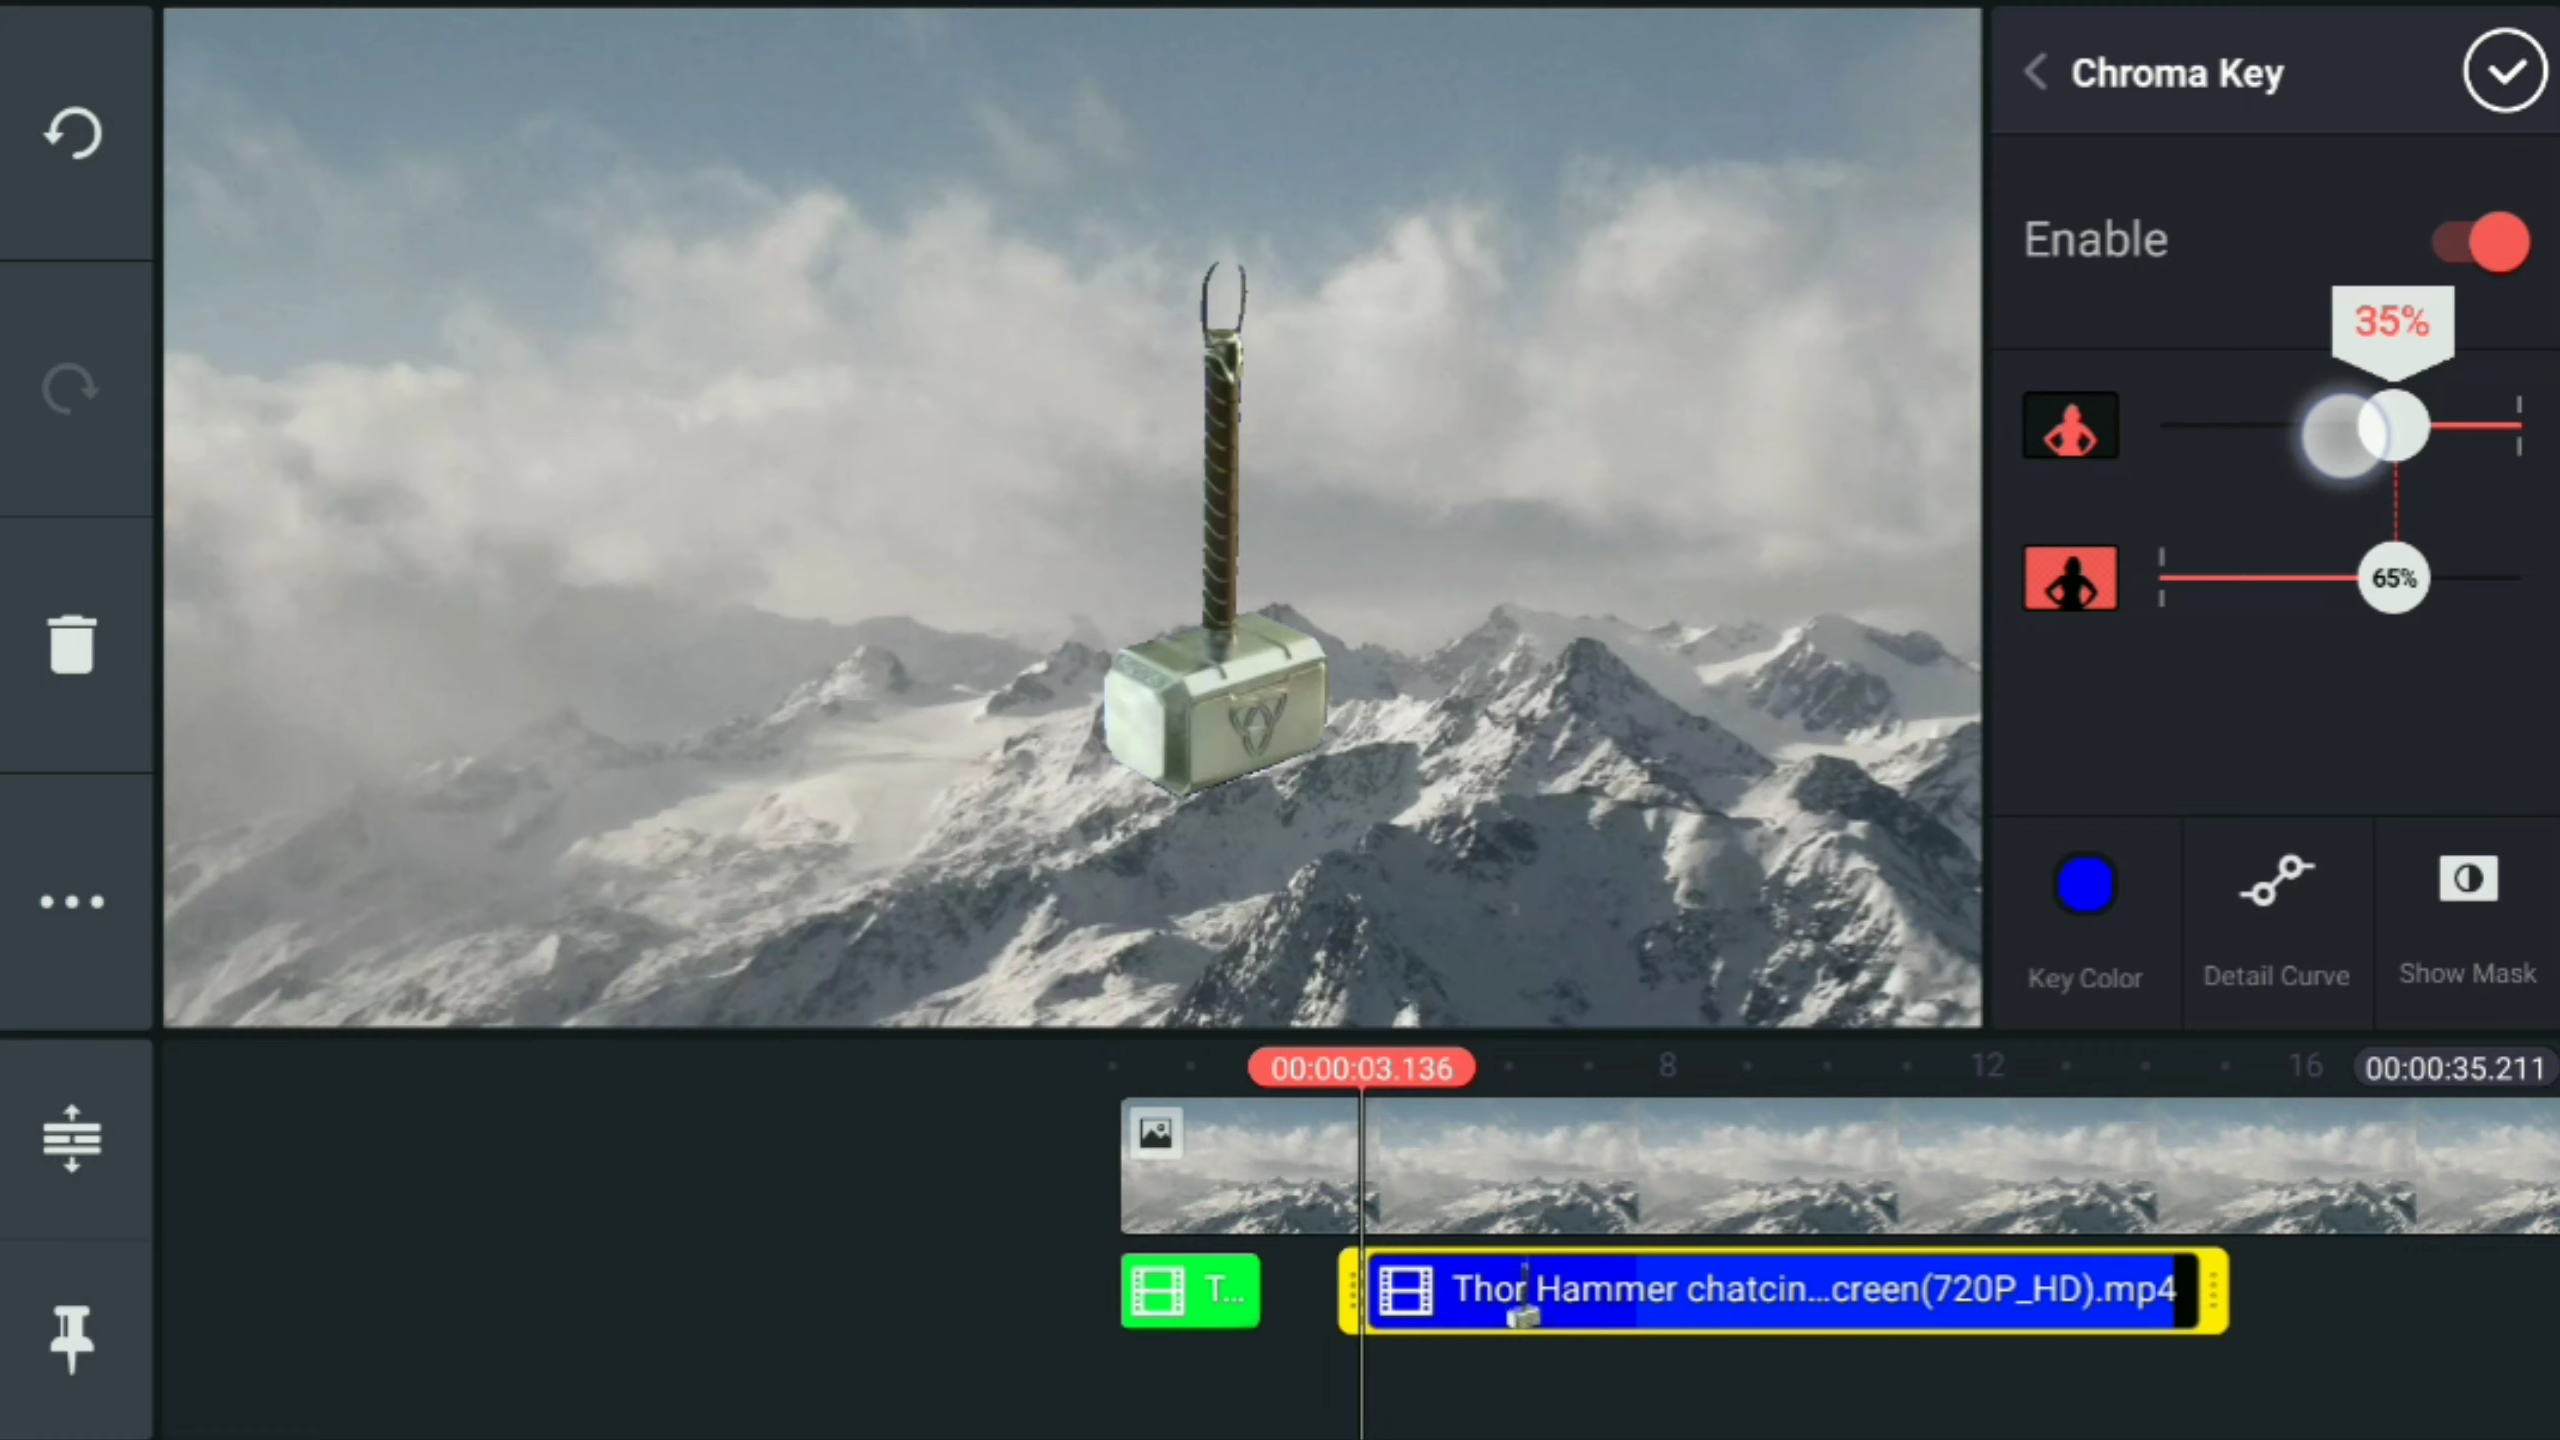 Chroma Key
Enable
35%
65%
Key Color
Detail Curve
Show Mask
00:00:03.136
8
12
16
00:00:35.211
T...
Thor Hammer chatcin...creen(720P_HD).mp4